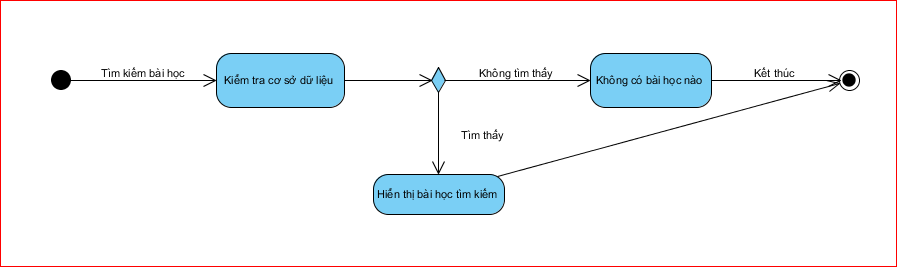 Tìm kiếm bài học
Kiểm tra cơ sở dữ liệu
Không tìm thấy
Không có bài học nào
Kết thúc
Tìm thấy
Hiển thị bài học tìm kiếm